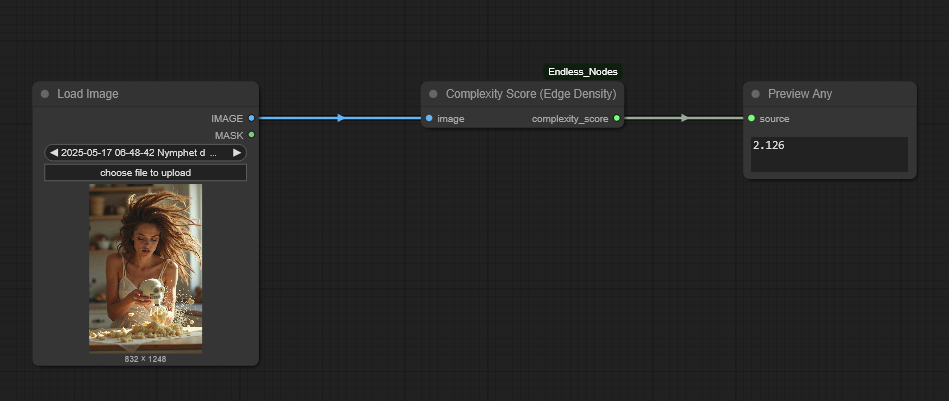 Endless_Nodes
Load Image
IMAGE
MASK
2025-05-17 06-48-42 Nymphet d ...
choose file to upload
832 × 1248
Complexity Score (Edge Density)
image complexity_score
Preview Any
source
2.126